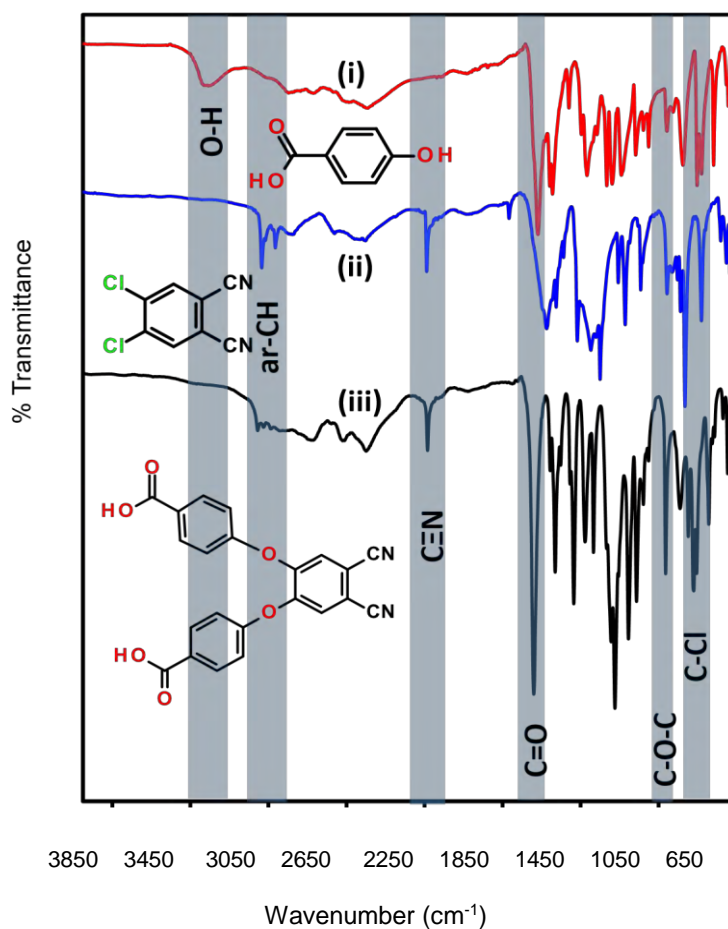 % Transmittance
(i)
O-H
O
HO
OH
(ii)
Cl
CN
Cl
CN
ar-CH
(iii)
O
HO
O
CN
C≡N
O
CN
HO
O
C=O
C-O-C
C-Cl
3850 3450 3050 2650 2250 1850 1450 1050 650
Wavenumber (cm⁻¹)